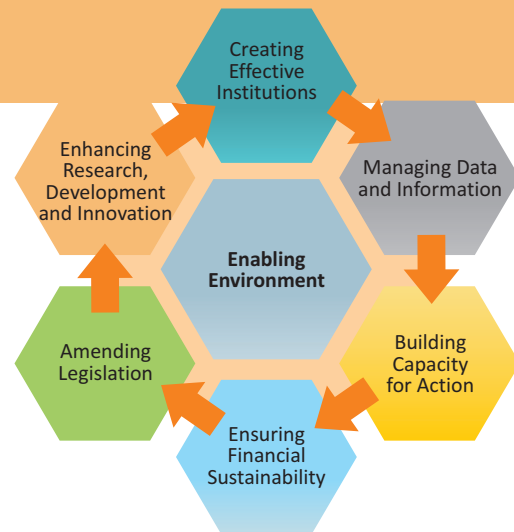 Creating
Effective
Institutions
Managing Data
and Information
Building
Capacity
for Action
Ensuring
Financial
Sustainability
Amending
Legislation
Enhancing
Research,
Development
and Innovation
Enabling
Environment